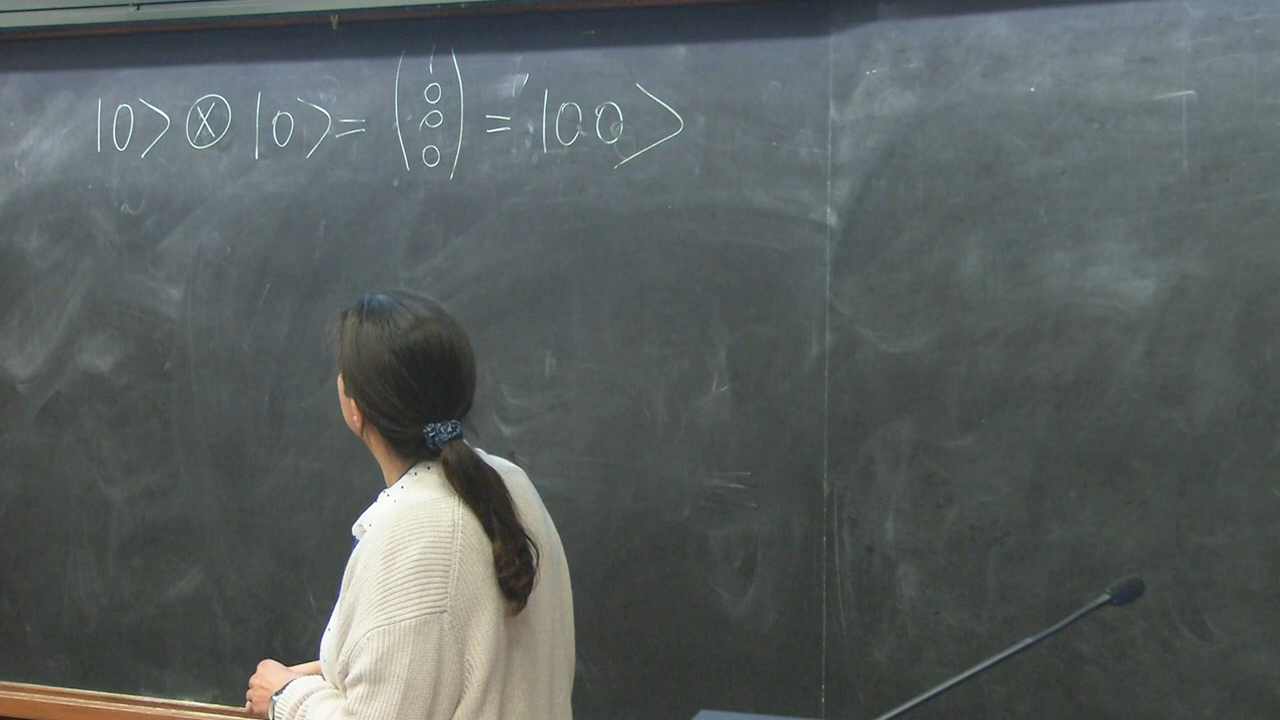 |0> ⊗ |0> = (1 0 0 0) = |00>